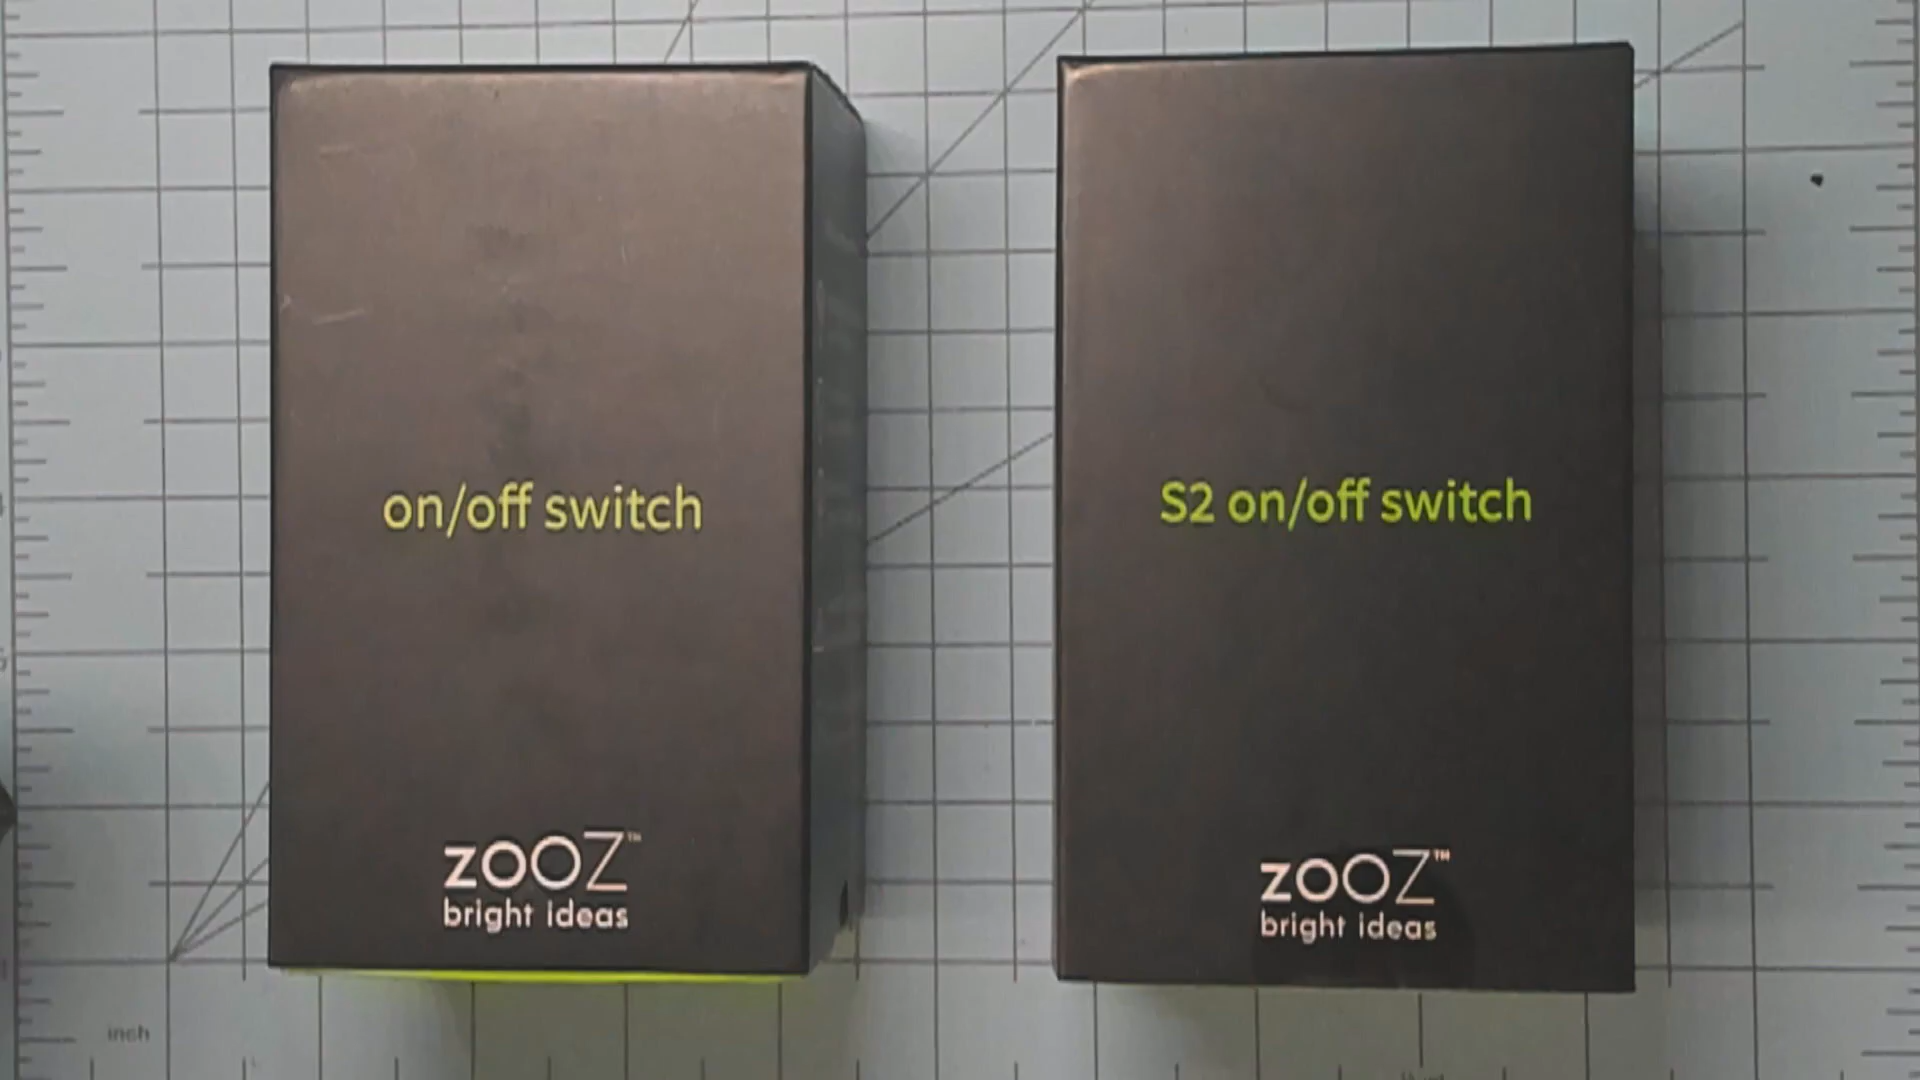 on/off switch
zooz™
bright ideas
S2 on/off switch
zooz™
bright ideas
inch